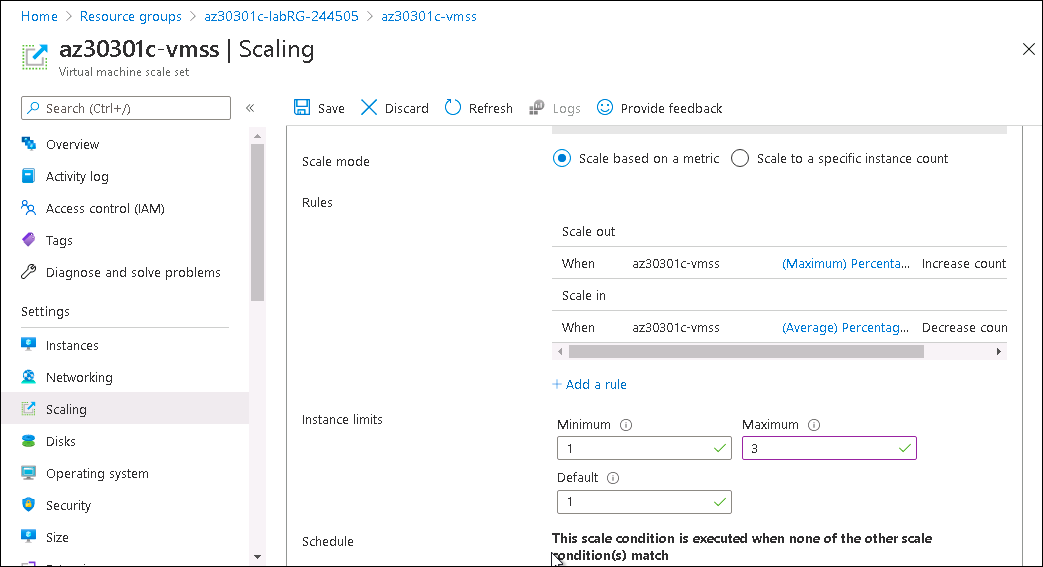 Home > Resource groups > az30301c-labRG-244505 > az30301c-vmss
az30301c-vmss | Scaling
Virtual machine scale set
Search (Ctrl+/)
«
Save
Discard
Refresh
Logs
Provide feedback
Overview
Activity log
Access control (IAM)
Tags
Diagnose and solve problems
Settings
Instances
Networking
Scaling
Disks
Operating system
Security
Size
Scale mode
Scale based on a metric
Scale to a specific instance count
Rules
Scale out
When az30301c-vmss (Maximum) Percenta... Increase count
Scale in
When az30301c-vmss (Average) Percentag... Decrease coun
+ Add a rule
Instance limits
Minimum
Maximum
1
3
Default
1
Schedule
This scale condition is executed when none of the other scale
condition(s) match